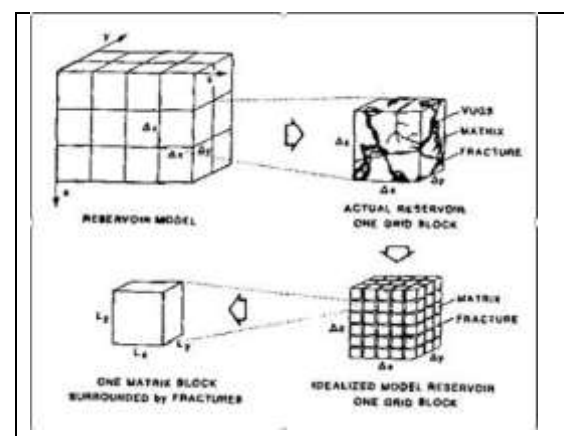 Y
X
Δz
Δx
Δy
z
RESERVOIR MODEL
VUGS
MATRIX
FRACTURE
Δz
Δx
Δy
ACTUAL RESERVOIR
ONE GRID BLOCK
MATRIX
FRACTURE
Δz
Δx
Δy
IDEALIZED MODEL RESERVOIR
ONE GRID BLOCK
Lz
Lx
Ly
ONE MATRIX BLOCK
SURROUNDED by FRACTURES